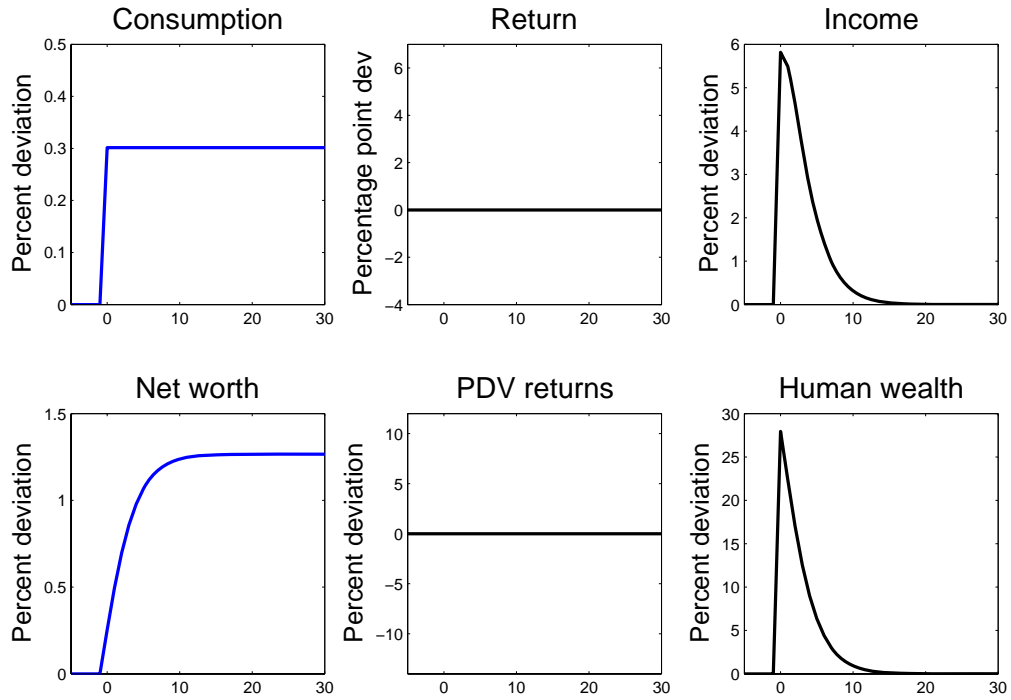 Consumption
Percent deviation
0.5
0.4
0.3
0.2
0.1
0
0 10 20 30
Return
Percentage point dev
6
4
2
0
−2
−4
0 10 20 30
Income
Percent deviation
6
5
4
3
2
1
0
0 10 20 30
Net worth
Percent deviation
1.5
1
0.5
0
0 10 20 30
PDV returns
Percent deviation
10
5
0
−5
−10
0 10 20 30
Human wealth
Percent deviation
30
25
20
15
10
5
0
0 10 20 30